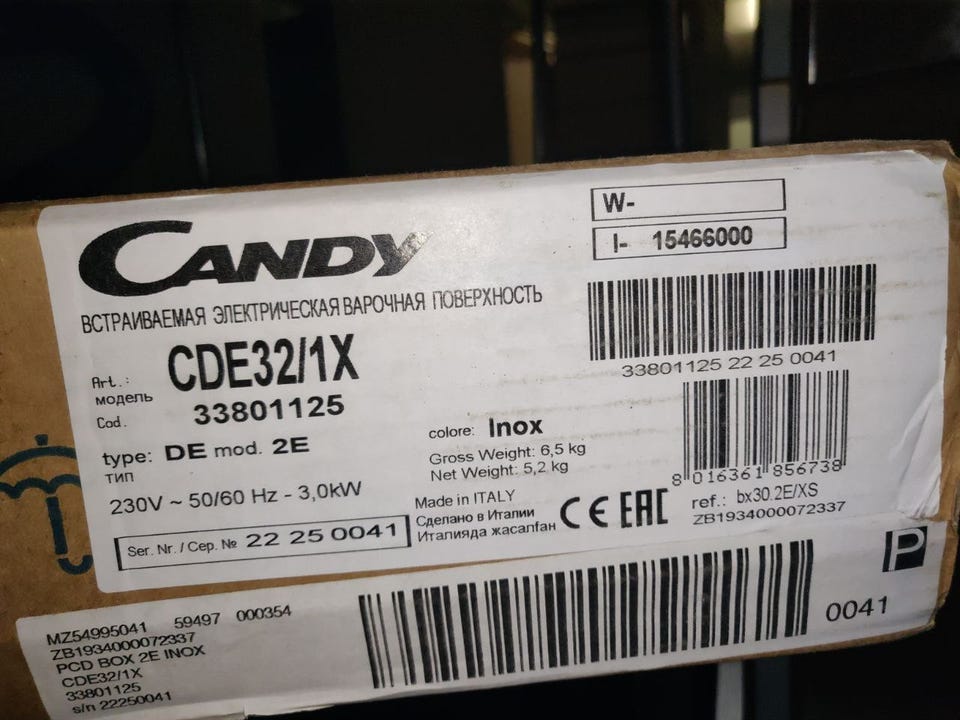 CANDY
ВСТРАИВАЕМАЯ ЭЛЕКТРИЧЕСКАЯ ВАРОЧНАЯ ПОВЕРХНОСТЬ
W-
I- 15466000
33801125 22 25 0041
Art.: CDE32/1X
модель
Cod. 33801125
type: DE mod. 2E
тип
230V ~ 50/60 Hz - 3,0kW
Ser. Nr. / Сер. № 22 25 0041
colore: Inox
Gross Weight: 6,5 kg
Net Weight: 5,2 kg
Made in ITALY
Сделано в Италии
Италияда жасалған
CE EAC
8 016361 856738
ref.: bx30.2E/XS
ZB1934000072337
P
MZ54995041 59497 000354
ZB1934000072337
PCD BOX 2E INOX
CDE32/1X
33801125
s/n 22250041
0041